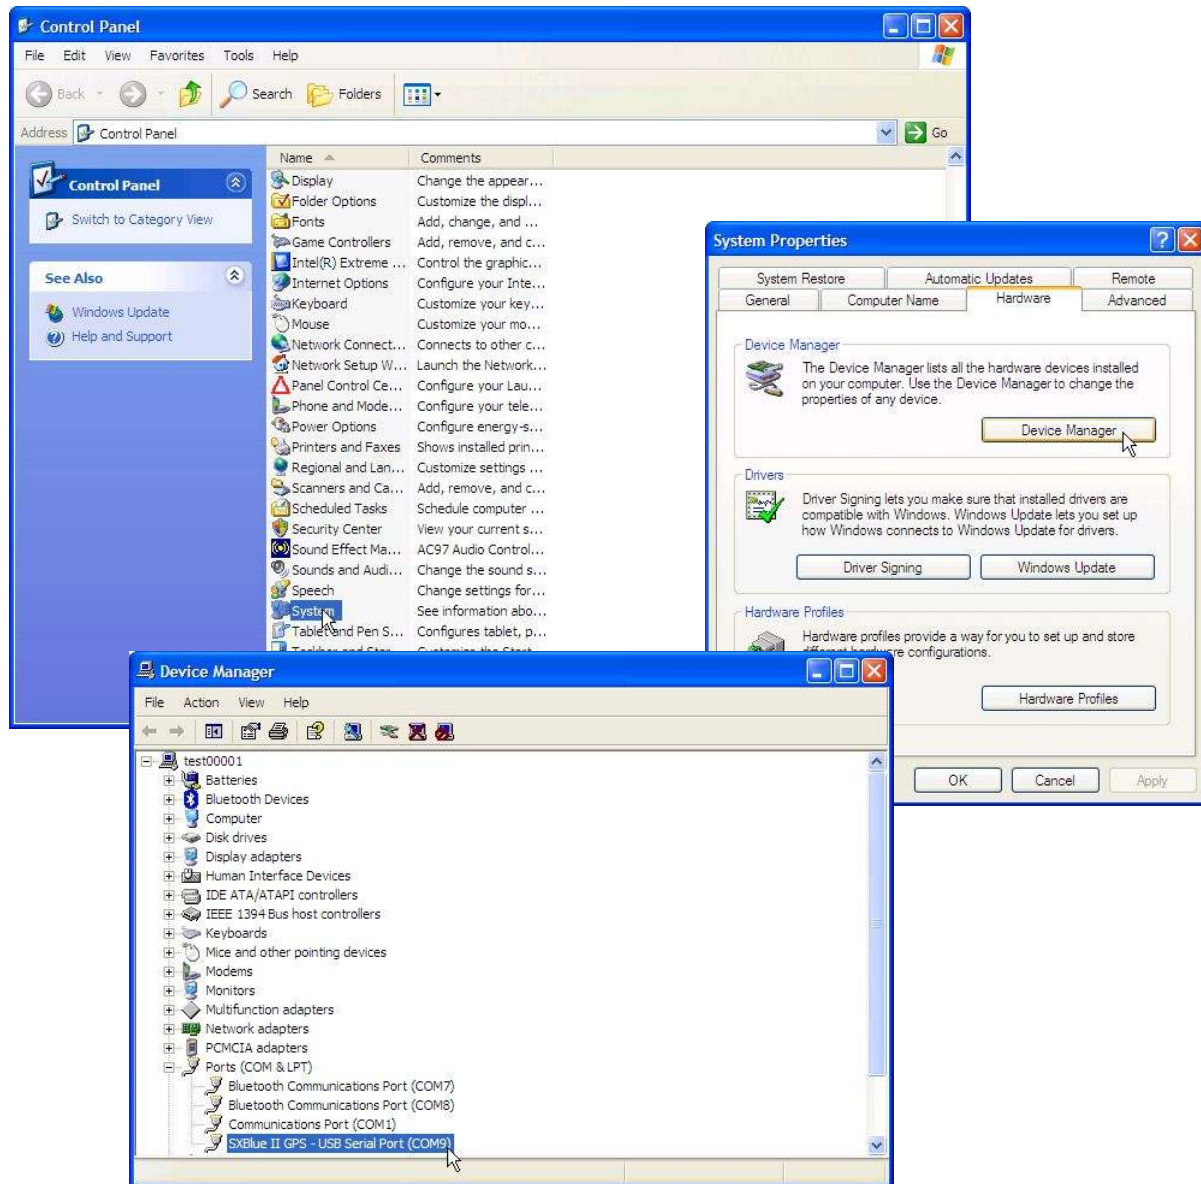 Control Panel
File Edit View Favorites Tools Help
Back Search Folders
Address Control Panel Go
Control Panel
Switch to Category View
See Also
Windows Update
Help and Support
Name Comments
Display Change the appear...
Folder Options Customize the displ...
Fonts Add, change, and ...
Game Controllers Add, remove, and c...
Intel(R) Extreme ... Control the graphic...
Internet Options Configure your Inte...
Keyboard Customize your key...
Mouse Customize your mo...
Network Connect... Connects to other c...
Network Setup W... Launch the Network...
Panel Control Ce... Configure your Lau...
Phone and Mode... Configure your tele...
Power Options Configure energy-s...
Printers and Faxes Shows installed prin...
Regional and Lan... Customize settings ...
Scanners and Ca... Add, remove, and c...
Scheduled Tasks Schedule computer ...
Security Center View your current s...
Sound Effect Ma... AC97 Audio Control...
Sounds and Audi... Change the sound s...
Speech Change settings for...
System See information abo...
Tablet and Pen S... Configures tablet, p...
Taskbar and Star... Customize the Start...
System Properties
System Restore Automatic Updates Remote
General Computer Name Hardware Advanced
Device Manager
The Device Manager lists all the hardware devices installed
on your computer. Use the Device Manager to change the
properties of any device.
Device Manager
Drivers
Driver Signing lets you make sure that installed drivers are
compatible with Windows. Windows Update lets you set up
how Windows connects to Windows Update for drivers.
Driver Signing Windows Update
Hardware Profiles
Hardware profiles provide a way for you to set up and store
different hardware configurations.
Hardware Profiles
OK Cancel Apply
Device Manager
File Action View Help
test00001
Batteries
Bluetooth Devices
Computer
Disk drives
Display adapters
Human Interface Devices
IDE ATA/ATAPI controllers
IEEE 1394 Bus host controllers
Keyboards
Mice and other pointing devices
Modems
Monitors
Multifunction adapters
Network adapters
PCMCIA adapters
Ports (COM & LPT)
Bluetooth Communications Port (COM7)
Bluetooth Communications Port (COM8)
Communications Port (COM1)
SXBlue II GPS - USB Serial Port (COM9)